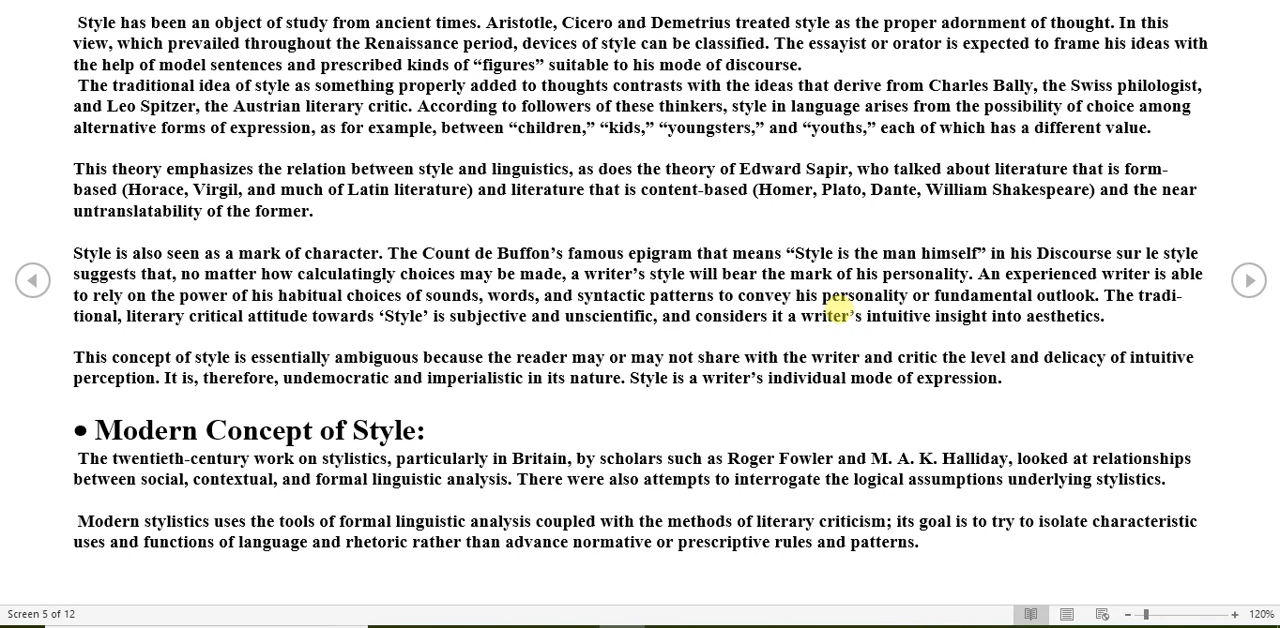 Style has been an object of study from ancient times. Aristotle, Cicero and Demetrius treated style as the proper adornment of thought. In this
view, which prevailed throughout the Renaissance period, devices of style can be classified. The essayist or orator is expected to frame his ideas with
the help of model sentences and prescribed kinds of “figures” suitable to his mode of discourse.
The traditional idea of style as something properly added to thoughts contrasts with the ideas that derive from Charles Bally, the Swiss philologist,
and Leo Spitzer, the Austrian literary critic. According to followers of these thinkers, style in language arises from the possibility of choice among
alternative forms of expression, as for example, between “children,” “kids,” “youngsters,” and “youths,” each of which has a different value.
This theory emphasizes the relation between style and linguistics, as does the theory of Edward Sapir, who talked about literature that is form-
based (Horace, Virgil, and much of Latin literature) and literature that is content-based (Homer, Plato, Dante, William Shakespeare) and the near
untranslatability of the former.
Style is also seen as a mark of character. The Count de Buffon’s famous epigram that means “Style is the man himself” in his Discourse sur le style
suggests that, no matter how calculatingly choices may be made, a writer’s style will bear the mark of his personality. An experienced writer is able
to rely on the power of his habitual choices of sounds, words, and syntactic patterns to convey his personality or fundamental outlook. The tradi-
tional, literary critical attitude towards ‘Style’ is subjective and unscientific, and considers it a writer’s intuitive insight into aesthetics.
This concept of style is essentially ambiguous because the reader may or may not share with the writer and critic the level and delicacy of intuitive
perception. It is, therefore, undemocratic and imperialistic in its nature. Style is a writer’s individual mode of expression.
• Modern Concept of Style:
The twentieth-century work on stylistics, particularly in Britain, by scholars such as Roger Fowler and M. A. K. Halliday, looked at relationships
between social, contextual, and formal linguistic analysis. There were also attempts to interrogate the logical assumptions underlying stylistics.
Modern stylistics uses the tools of formal linguistic analysis coupled with the methods of literary criticism; its goal is to try to isolate characteristic
uses and functions of language and rhetoric rather than advance normative or prescriptive rules and patterns.
Screen 5 of 12
120%